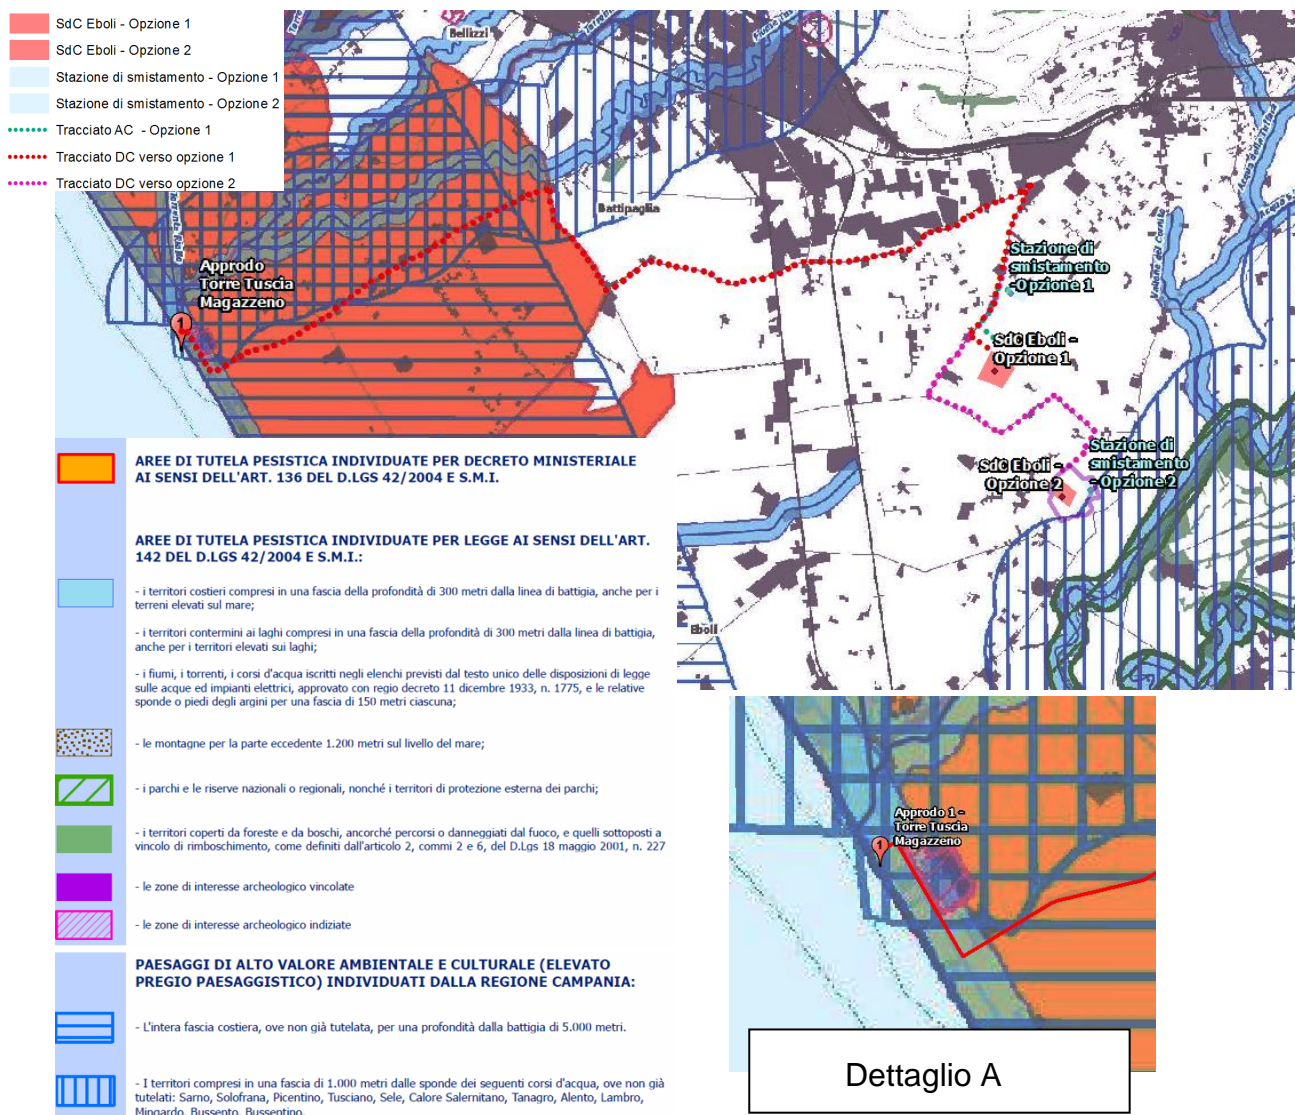 SdC Eboli - Opzione 1
SdC Eboli - Opzione 2
Stazione di smistamento - Opzione 1
Stazione di smistamento - Opzione 2
Tracciato AC - Opzione 1
Tracciato DC verso opzione 1
Tracciato DC verso opzione 2
Bellizzi
Battipaglia
Approdo
Torre Tuscia
Magazzeno
1
Stazione di
smistamento
-Opzione 1
SdC Eboli -
Opzione 1
Stazione di
smistamento
- Opzione 2
SdC Eboli -
Opzione 2
Eboli
AREE DI TUTELA PESISTICA INDIVIDUATE PER DECRETO MINISTERIALE
AI SENSI DELL'ART. 136 DEL D.LGS 42/2004 E S.M.I.
AREE DI TUTELA PESISTICA INDIVIDUATE PER LEGGE AI SENSI DELL'ART.
142 DEL D.LGS 42/2004 E S.M.I.:
- i territori costieri compresi in una fascia della profondità di 300 metri dalla linea di battigia, anche per i
terreni elevati sul mare;
- i territori contermini ai laghi compresi in una fascia della profondità di 300 metri dalla linea di battigia,
anche per i territori elevati sui laghi;
- i fiumi, i torrenti, i corsi d'acqua iscritti negli elenchi previsti dal testo unico delle disposizioni di legge
sulle acque ed impianti elettrici, approvato con regio decreto 11 dicembre 1933, n. 1775, e le relative
sponde o piedi degli argini per una fascia di 150 metri ciascuna;
- le montagne per la parte eccedente 1.200 metri sul livello del mare;
- i parchi e le riserve nazionali o regionali, nonché i territori di protezione esterna dei parchi;
- i territori coperti da foreste e da boschi, ancorché percorsi o danneggiati dal fuoco, e quelli sottoposti a
vincolo di rimboschimento, come definiti dall'articolo 2, commi 2 e 6, del D.Lgs 18 maggio 2001, n. 227
- le zone di interesse archeologico vincolate
- le zone di interesse archeologico indiziate
PAESAGGI DI ALTO VALORE AMBIENTALE E CULTURALE (ELEVATO
PREGIO PAESAGGISTICO) INDIVIDUATI DALLA REGIONE CAMPANIA:
- L'intera fascia costiera, ove non già tutelata, per una profondità dalla battigia di 5.000 metri.
- I territori compresi in una fascia di 1.000 metri dalle sponde dei seguenti corsi d'acqua, ove non già
tutelati: Sarno, Solofrana, Picentino, Tusciano, Sele, Calore Salernitano, Tanagro, Alento, Lambro,
Mingardo, Bussento, Bussentino.
Approdo 1 -
Torre Tuscia
Magazzeno
1
Dettaglio A